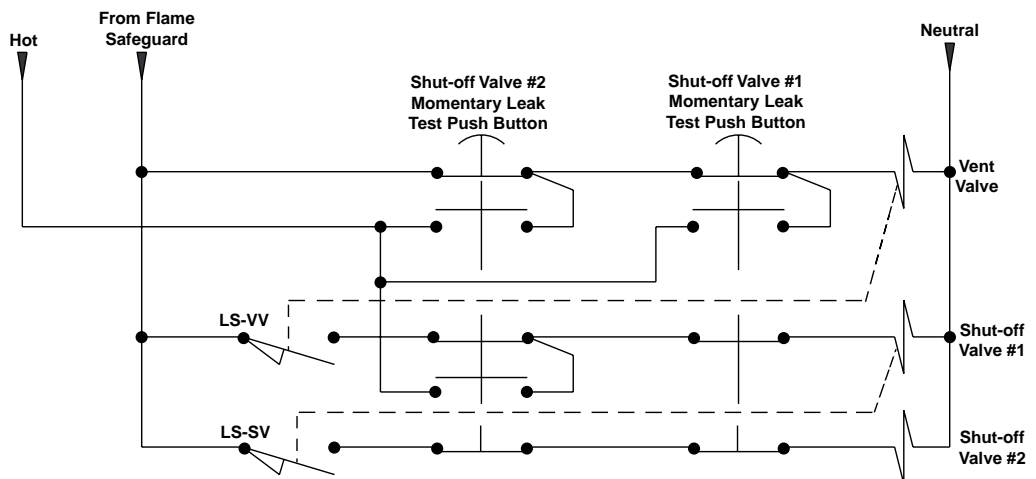 Hot
From Flame
Safeguard
Neutral
Shut-off Valve #2
Momentary Leak
Test Push Button
Shut-off Valve #1
Momentary Leak
Test Push Button
Vent
Valve
LS-VV
Shut-off
Valve #1
LS-SV
Shut-off
Valve #2